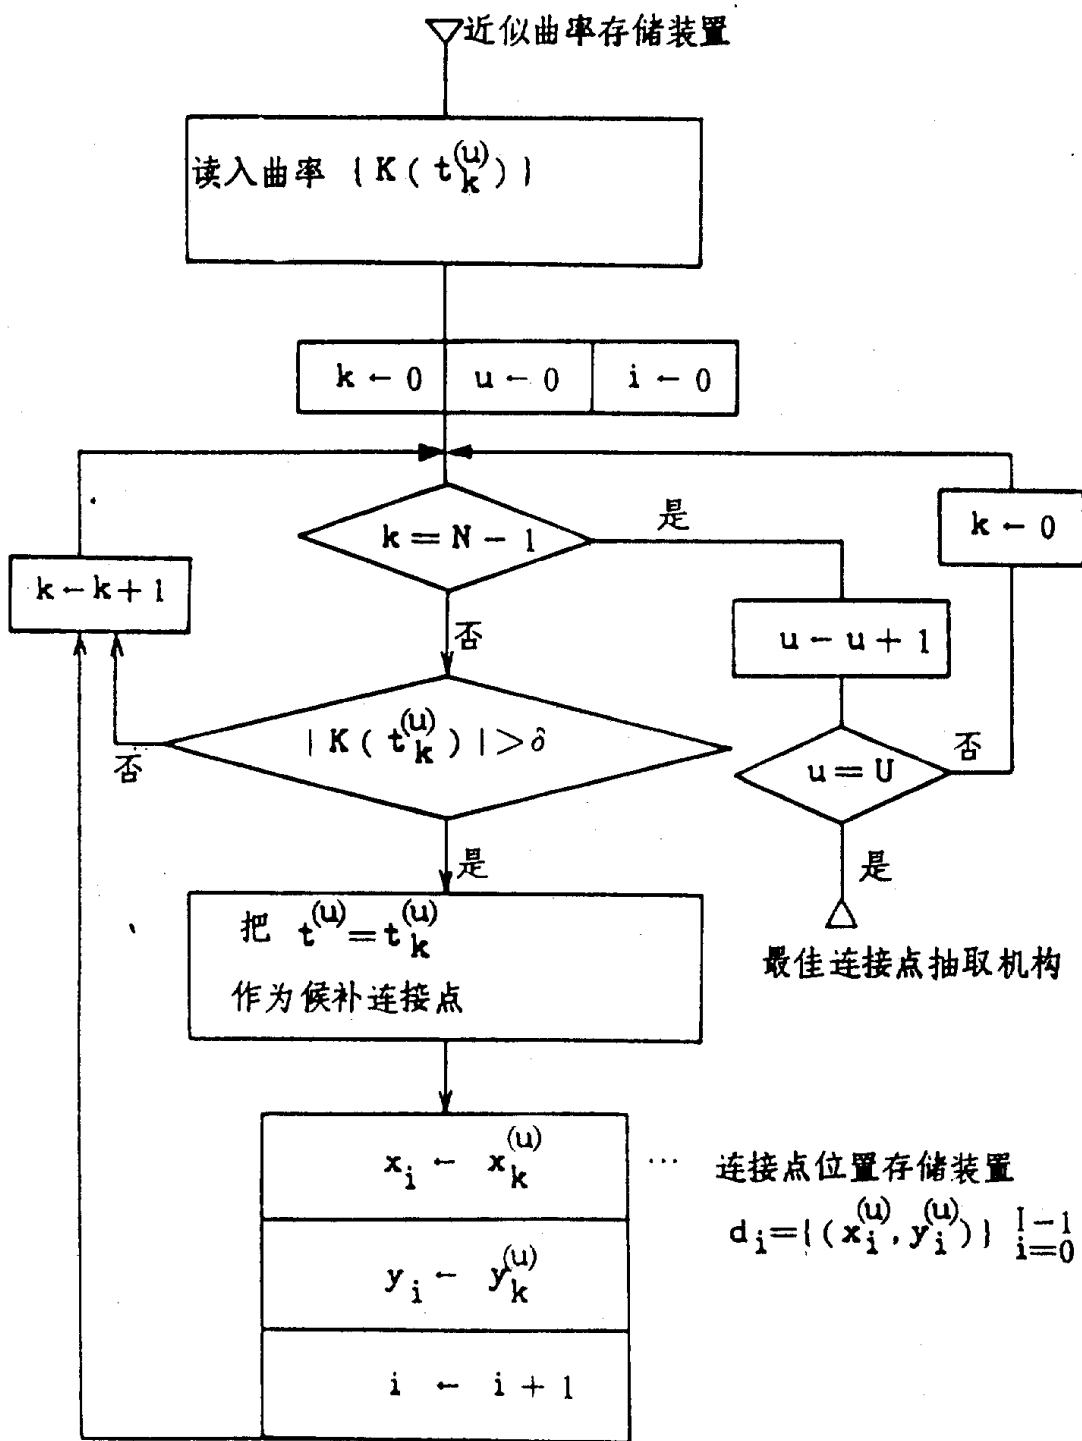 近似曲率存储装置
读入曲率 { K ( t_k^(u) ) }
k ← 0
u ← 0
i ← 0
k = N - 1
是
k ← 0
k ← k + 1
否
u ← u + 1
| K ( t_k^(u) ) | > δ
否
u = U
否
是
是
把 t^(u) = t_k^(u)
作为候补连接点
最佳连接点抽取机构
x_i ← x_k^(u)
… 连接点位置存储装置
d_i = { ( x_i^(u), y_i^(u) ) } _{i=0}^{I-1}
y_i ← y_k^(u)
i ← i + 1